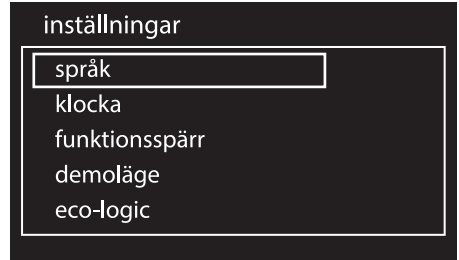 inställningar
språk
klocka
funktionsspärr
demoläge
eco-logic